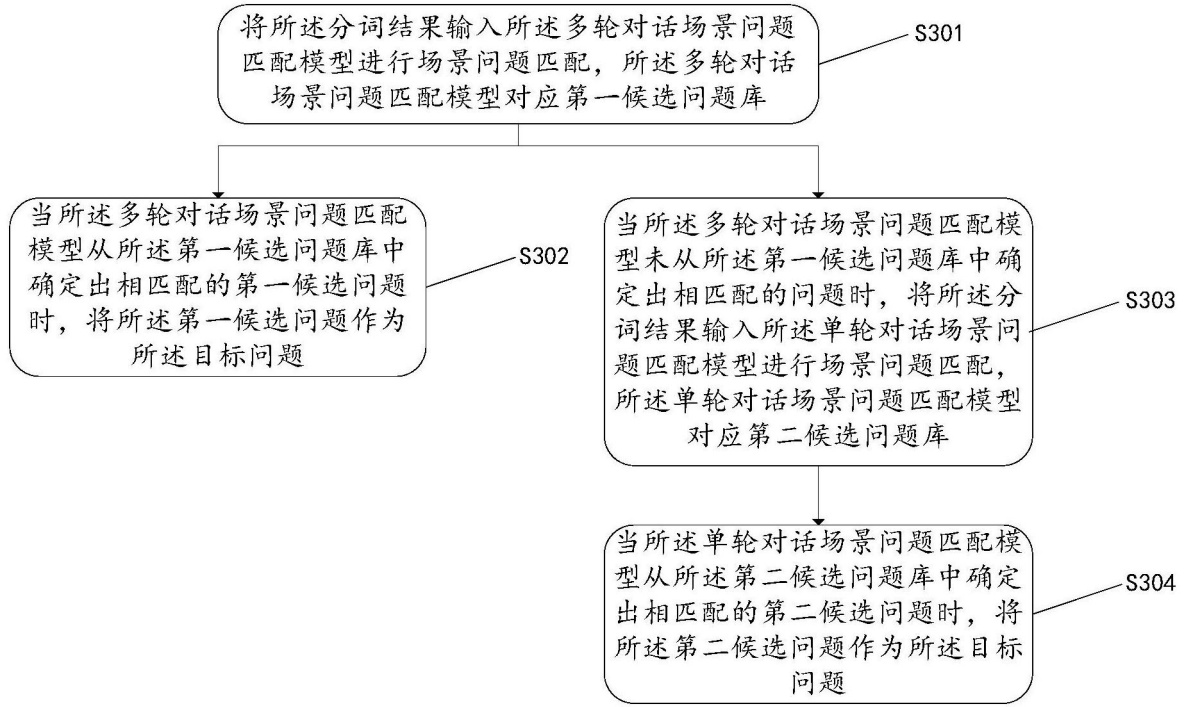 将所述分词结果输入所述多轮对话场景问题
匹配模型进行场景问题匹配，所述多轮对话
场景问题匹配模型对应第一候选问题库
S301
当所述多轮对话场景问题匹配
模型从所述第一候选问题库中
确定出相匹配的第一候选问题
时，将所述第一候选问题作为
所述目标问题
S302
当所述多轮对话场景问题匹配模
型未从所述第一候选问题库中确
定出相匹配的问题时，将所述分
词结果输入所述单轮对话场景问
题匹配模型进行场景问题匹配，
所述单轮对话场景问题匹配模型
对应第二候选问题库
S303
当所述单轮对话场景问题匹配模
型从所述第二候选问题库中确定
出相匹配的第二候选问题时，将
所述第二候选问题作为所述目标
问题
S304